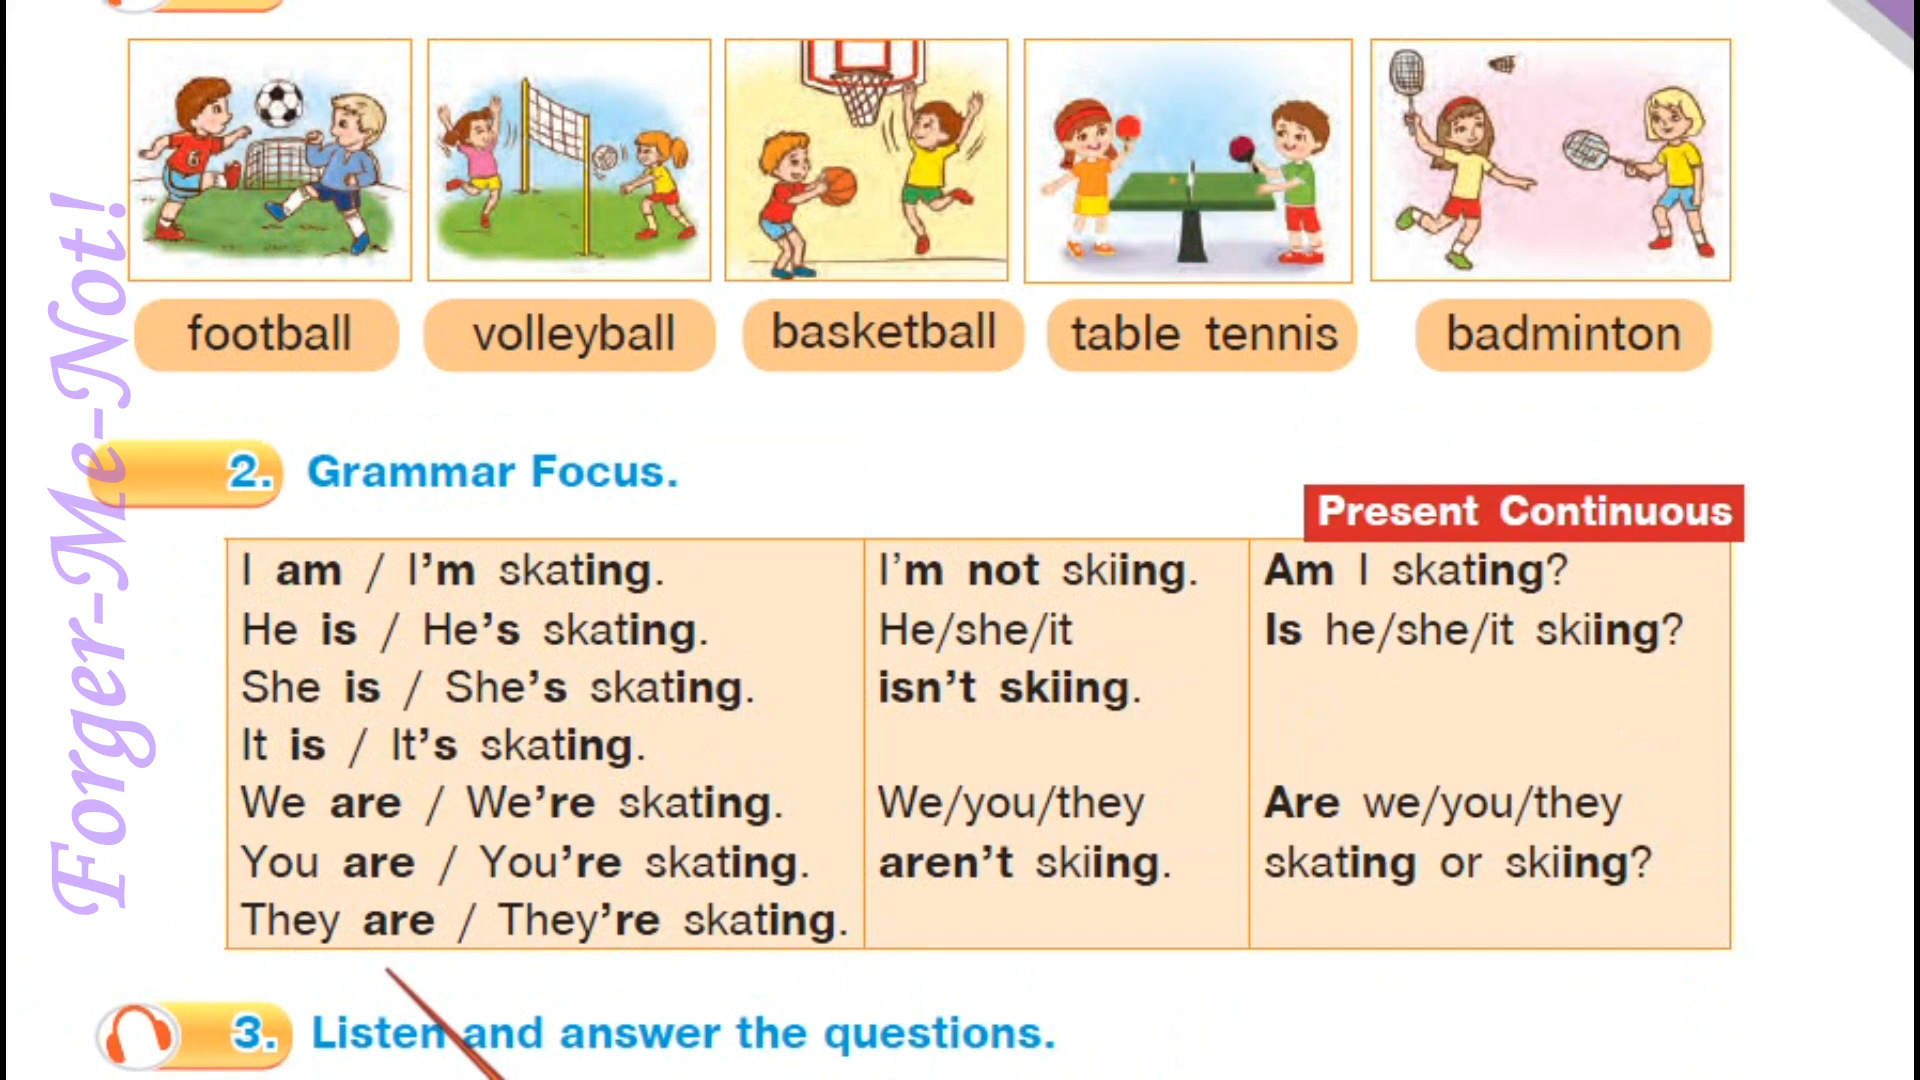 football
volleyball
basketball
table tennis
badminton
Forger-Me-Not!
2. Grammar Focus.
Present Continuous
I am / I'm skating.
He is / He's skating.
She is / She's skating.
It is / It's skating.
We are / We're skating.
You are / You're skating.
They are / They're skating.
I'm not skiing.
He/she/it
isn't skiing.
We/you/they
aren't skiing.
Am I skating?
Is he/she/it skiing?
Are we/you/they
skating or skiing?
3. Listen and answer the questions.